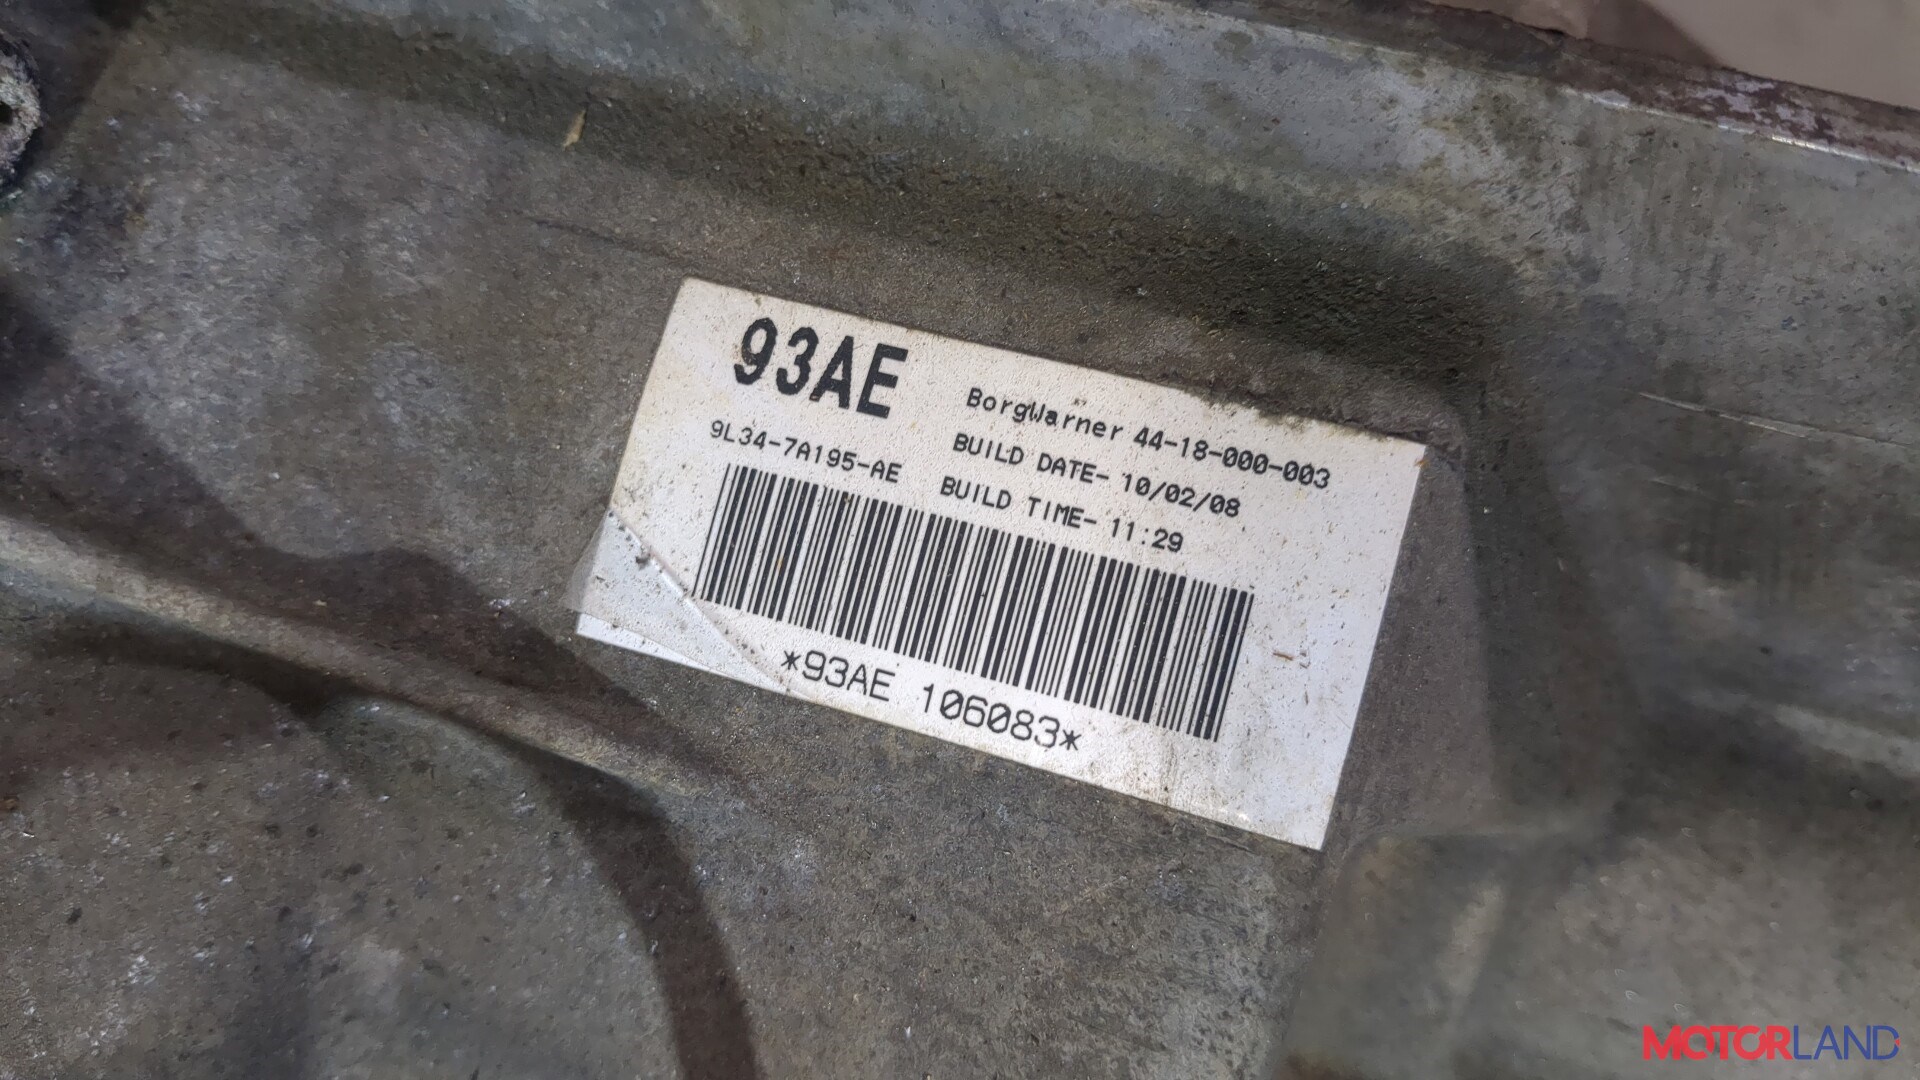 93AE
BorgWarner 44-18-000-003
9L34-7A195-AE
BUILD DATE- 10/02/08
BUILD TIME- 11:29
*93AE 106083*
MOTORLAND